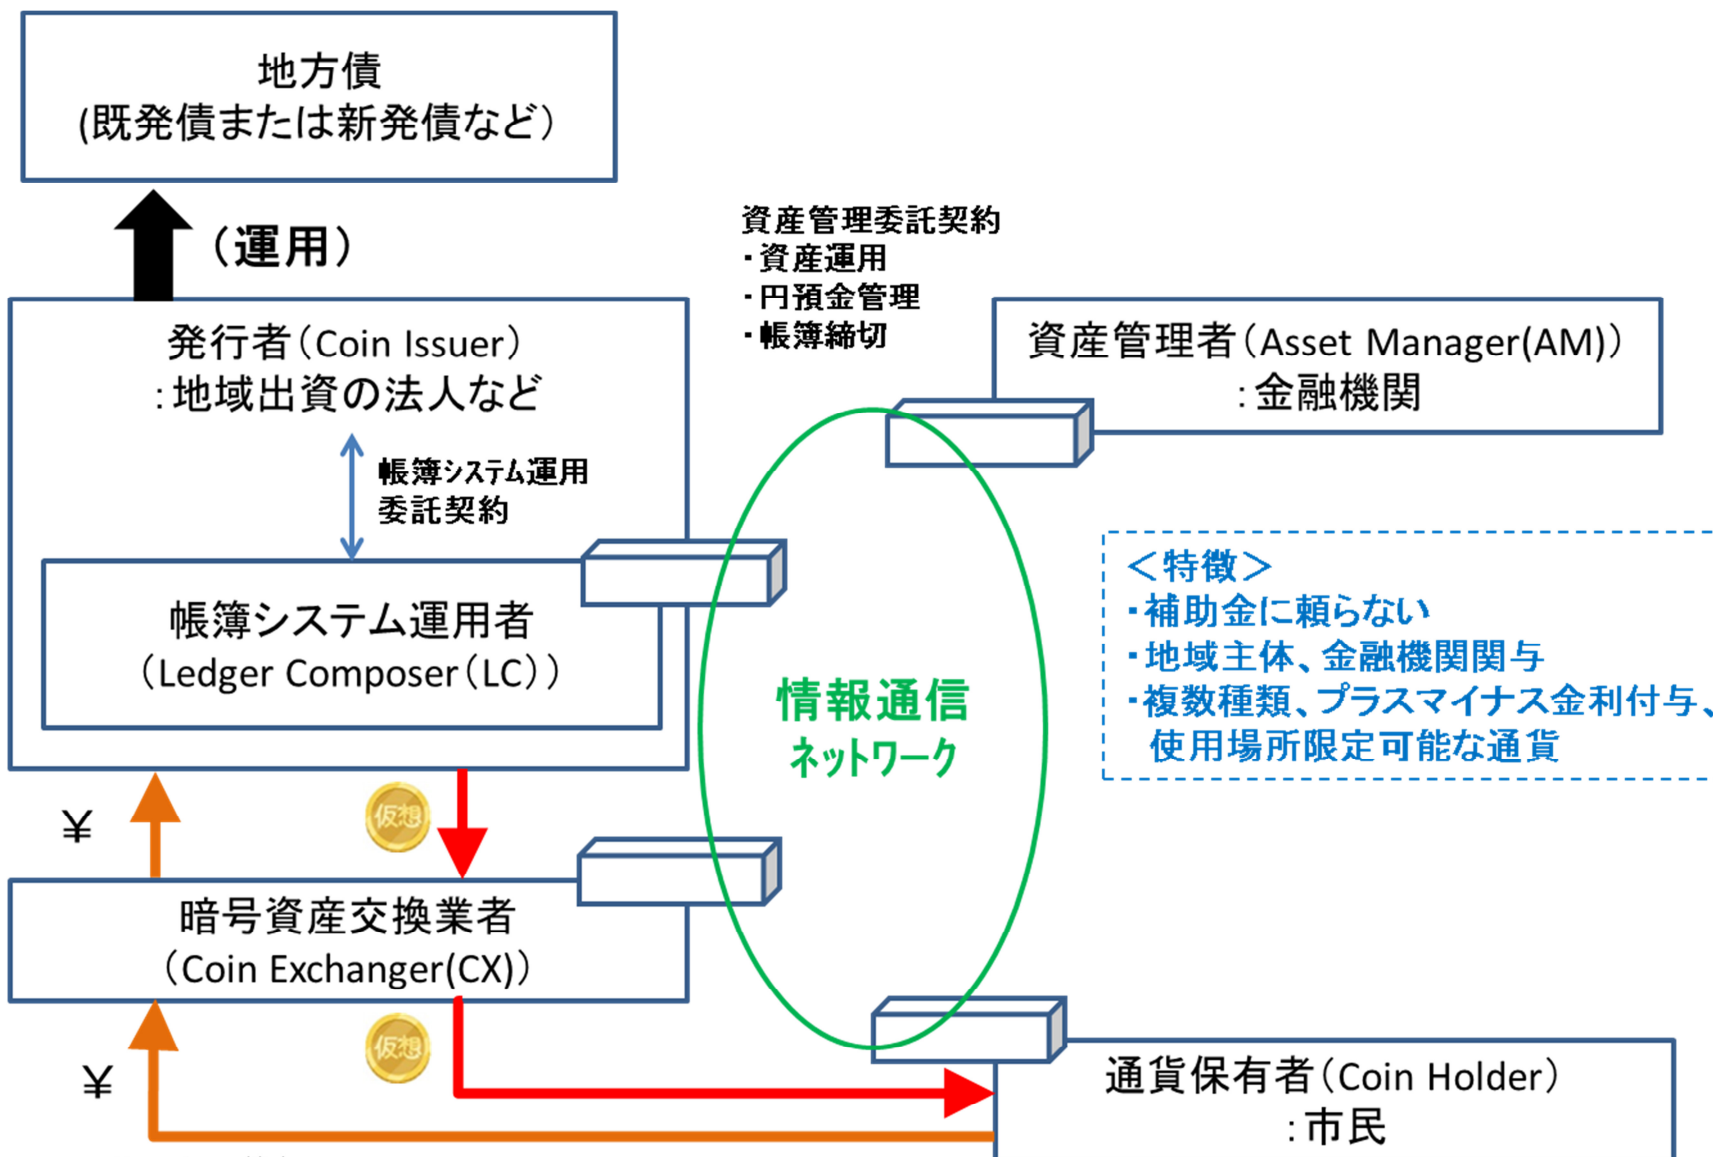 地方債
(既発債または新発債など)
(運用)
資産管理委託契約
・資産運用
・円預金管理
・帳簿締切
発行者(Coin Issuer)
:地域出資の法人など
資産管理者(Asset Manager(AM))
:金融機関
帳簿システム運用
委託契約
帳簿システム運用者
(Ledger Composer(LC))
<特徴>
・補助金に頼らない
・地域主体、金融機関関与
・複数種類、プラスマイナス金利付与、
使用場所限定可能な通貨
情報通信
ネットワーク
¥
仮想
暗号資産交換業者
(Coin Exchanger(CX))
¥
仮想
通貨保有者(Coin Holder)
:市民